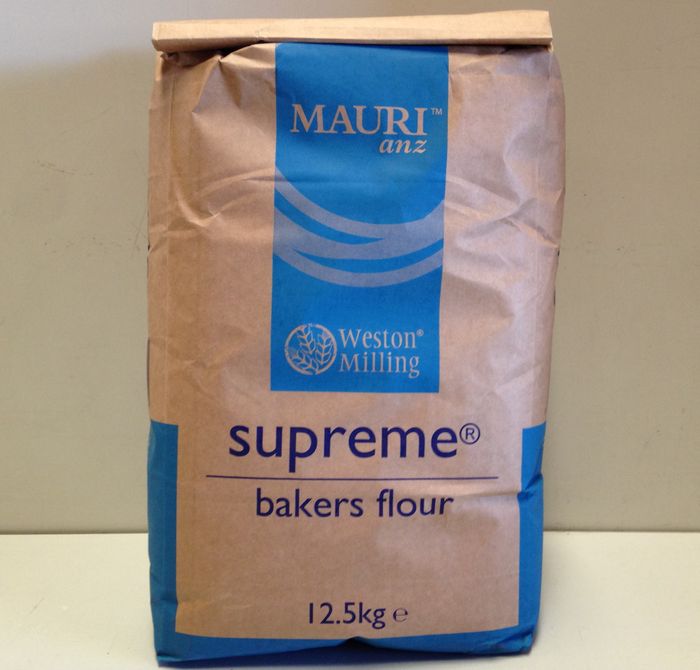 MAURI™
anz
Weston®
Milling
supreme®
bakers flour
12.5kg ℮